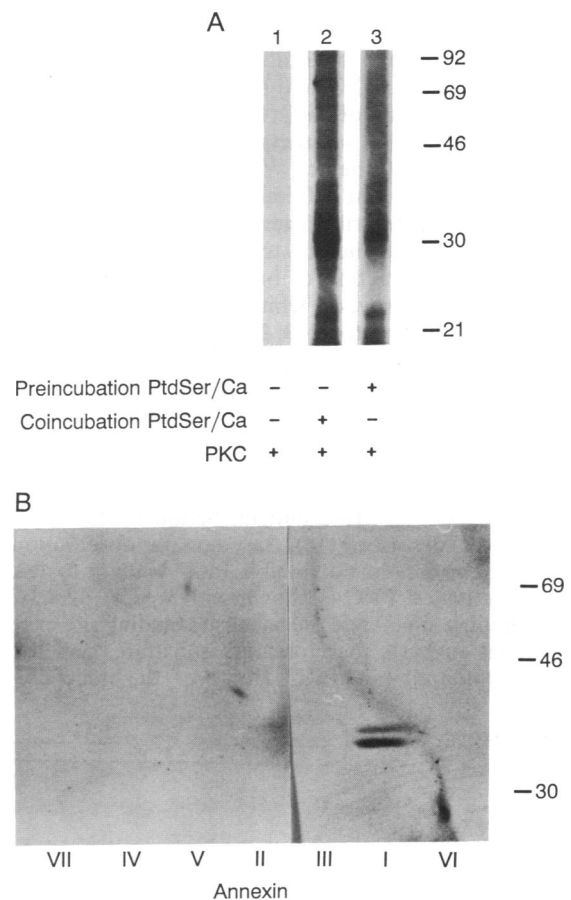 A
1 2 3
—92
—69
—46
—30
—21
Preincubation PtdSer/Ca – – +
Coincubation PtdSer/Ca – + –
PKC + + +
B
—69
—46
—30
VII IV V II III I VI
Annexin